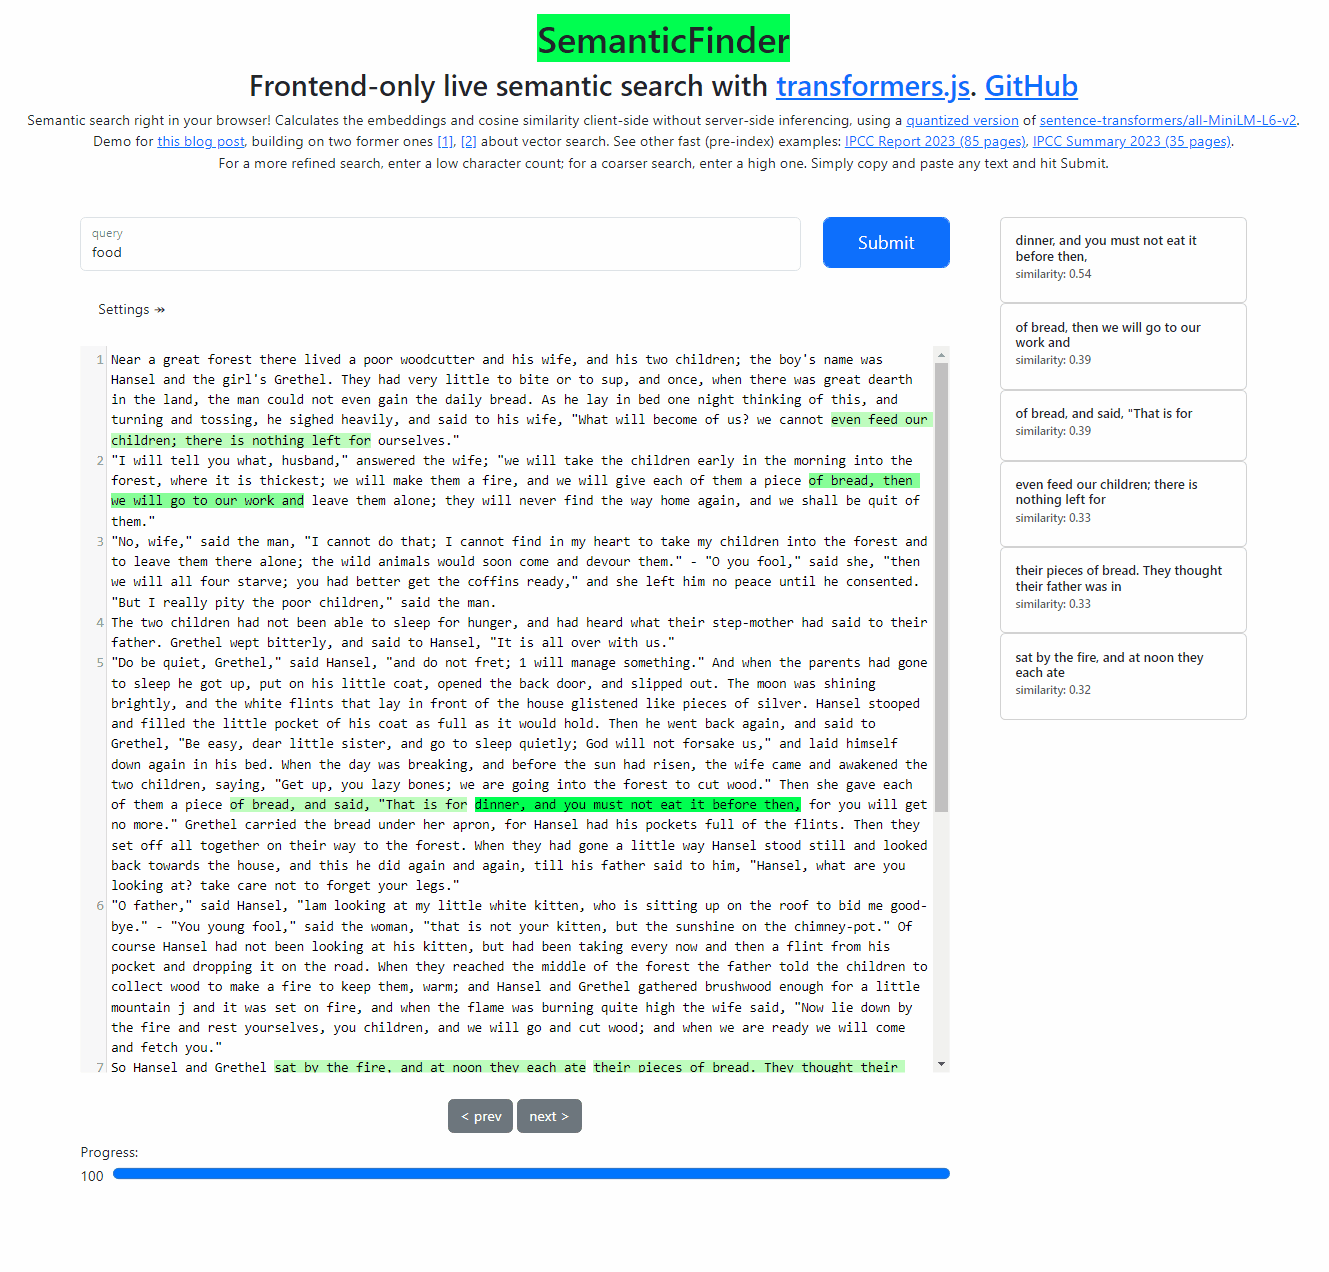 SemanticFinder
Frontend-only live semantic search with transformers.js. GitHub
Semantic search right in your browser! Calculates the embeddings and cosine similarity client-side without server-side inferencing, using a quantized version of sentence-transformers/all-MiniLM-L6-v2.
Demo for this blog post, building on two former ones [1], [2] about vector search. See other fast (pre-index) examples: IPCC Report 2023 (85 pages), IPCC Summary 2023 (35 pages).
For a more refined search, enter a low character count; for a coarser search, enter a high one. Simply copy and paste any text and hit Submit.
query
food
Submit
Settings ↠
1 Near a great forest there lived a poor woodcutter and his wife, and his two children; the boy's name was
Hansel and the girl's Grethel. They had very little to bite or to sup, and once, when there was great dearth
in the land, the man could not even gain the daily bread. As he lay in bed one night thinking of this, and
turning and tossing, he sighed heavily, and said to his wife, "What will become of us? we cannot even feed our
children; there is nothing left for ourselves."
2 "I will tell you what, husband," answered the wife; "we will take the children early in the morning into the
forest, where it is thickest; we will make them a fire, and we will give each of them a piece of bread, then
we will go to our work and leave them alone; they will never find the way home again, and we shall be quit of
them."
3 "No, wife," said the man, "I cannot do that; I cannot find in my heart to take my children into the forest and
to leave them there alone; the wild animals would soon come and devour them." - "O you fool," said she, "then
we will all four starve; you had better get the coffins ready," and she left him no peace until he consented.
"But I really pity the poor children," said the man.
4 The two children had not been able to sleep for hunger, and had heard what their step-mother had said to their
father. Grethel wept bitterly, and said to Hansel, "It is all over with us."
5 "Do be quiet, Grethel," said Hansel, "and do not fret; 1 will manage something." And when the parents had gone
to sleep he got up, put on his little coat, opened the back door, and slipped out. The moon was shining
brightly, and the white flints that lay in front of the house glistened like pieces of silver. Hansel stooped
and filled the little pocket of his coat as full as it would hold. Then he went back again, and said to
Grethel, "Be easy, dear little sister, and go to sleep quietly; God will not forsake us," and laid himself
down again in his bed. When the day was breaking, and before the sun had risen, the wife came and awakened the
two children, saying, "Get up, you lazy bones; we are going into the forest to cut wood." Then she gave each
of them a piece of bread, and said, "That is for dinner, and you must not eat it before then, for you will get
no more." Grethel carried the bread under her apron, for Hansel had his pockets full of the flints. Then they
set off all together on their way to the forest. When they had gone a little way Hansel stood still and looked
back towards the house, and this he did again and again, till his father said to him, "Hansel, what are you
looking at? take care not to forget your legs."
6 "O father," said Hansel, "lam looking at my little white kitten, who is sitting up on the roof to bid me good-
bye." - "You young fool," said the woman, "that is not your kitten, but the sunshine on the chimney-pot." Of
course Hansel had not been looking at his kitten, but had been taking every now and then a flint from his
pocket and dropping it on the road. When they reached the middle of the forest the father told the children to
collect wood to make a fire to keep them, warm; and Hansel and Grethel gathered brushwood enough for a little
mountain j and it was set on fire, and when the flame was burning quite high the wife said, "Now lie down by
the fire and rest yourselves, you children, and we will go and cut wood; and when we are ready we will come
and fetch you."
7 So Hansel and Grethel sat by the fire, and at noon they each ate their pieces of bread. They thought their
< prev
next >
Progress:
100
dinner, and you must not eat it
before then,
similarity: 0.54
of bread, then we will go to our
work and
similarity: 0.39
of bread, and said, "That is for
similarity: 0.39
even feed our children; there is
nothing left for
similarity: 0.33
their pieces of bread. They thought
their father was in
similarity: 0.33
sat by the fire, and at noon they
each ate
similarity: 0.32